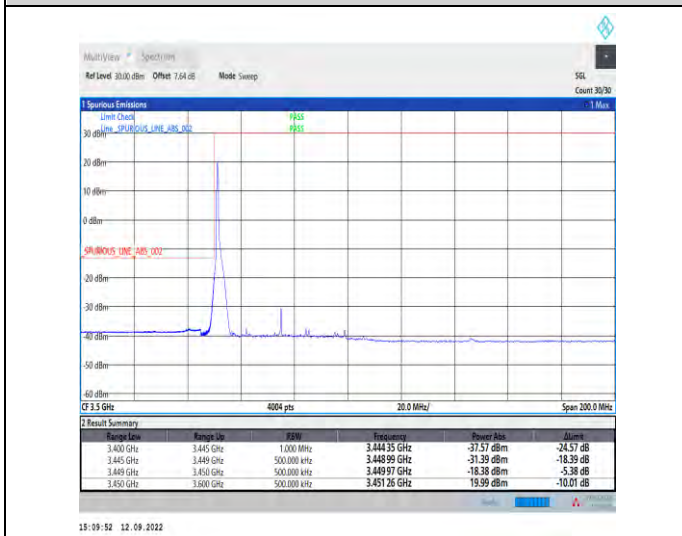 MultiView Spectrum
Ref Level 30.00 dBm Offset 7.64 dB Mode Sweep SGL
Count 30/30
1 Spurious Emissions 1 Max
Limit Check PASS
Line _SPURIOUS_LINE_ABS_002 PASS
30 dBm
20 dBm
10 dBm
0 dBm
_SPURIOUS_LINE_ABS_002
-20 dBm
-30 dBm
-40 dBm
-50 dBm
-60 dBm
CF 3.5 GHz 4004 pts 20.0 MHz/ Span 200.0 MHz
2 Result Summary
Range Low Range Up RBW Frequency Power Abs ΔLimit
3.400 GHz 3.445 GHz 1.000 MHz 3.444 35 GHz -37.57 dBm -24.57 dB
3.445 GHz 3.449 GHz 500.000 kHz 3.448 99 GHz -31.39 dBm -18.39 dB
3.449 GHz 3.450 GHz 500.000 kHz 3.449 97 GHz -18.38 dBm -5.38 dB
3.450 GHz 3.600 GHz 500.000 kHz 3.451 26 GHz 19.99 dBm -10.01 dB
15:09:52 12.09.2022